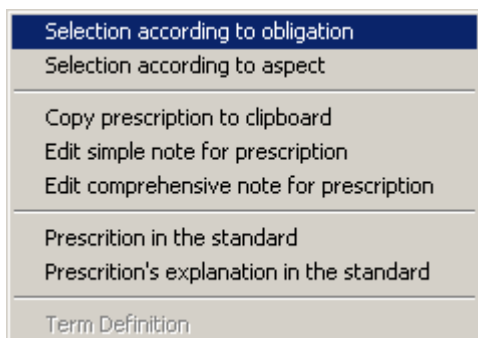 Selection according to obligation
Selection according to aspect
Copy prescription to clipboard
Edit simple note for prescription
Edit comprehensive note for prescription
Prescrition in the standard
Prescrition's explanation in the standard
Term Definition